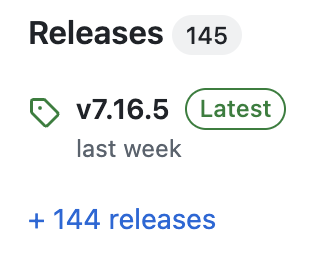 Releases 145
v7.16.5 Latest
last week
+ 144 releases